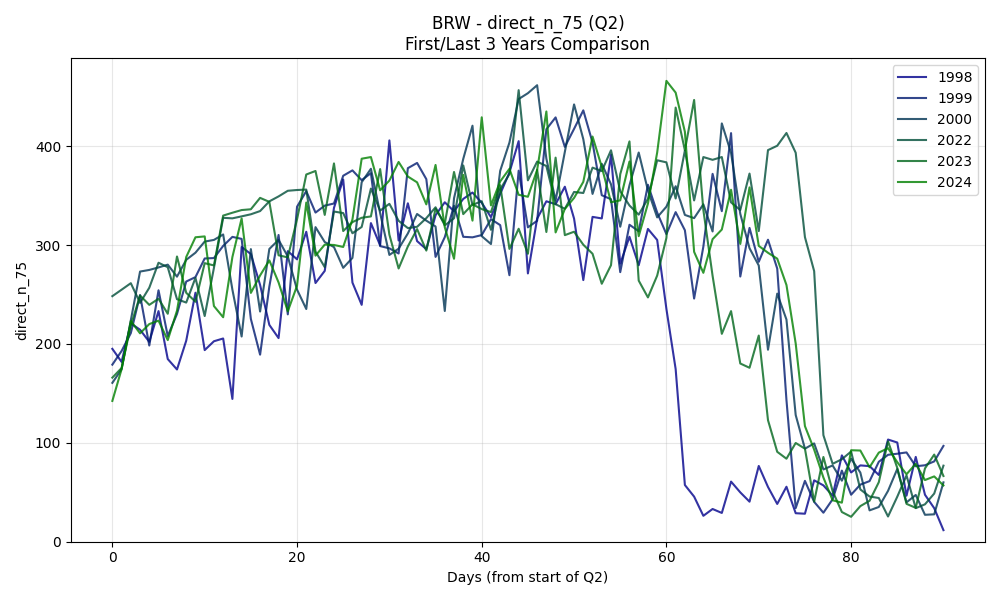 BRW - direct_n_75 (Q2)
First/Last 3 Years Comparison
direct_n_75
400
300
200
100
0
0 20 40 60 80
Days (from start of Q2)
1998
1999
2000
2022
2023
2024